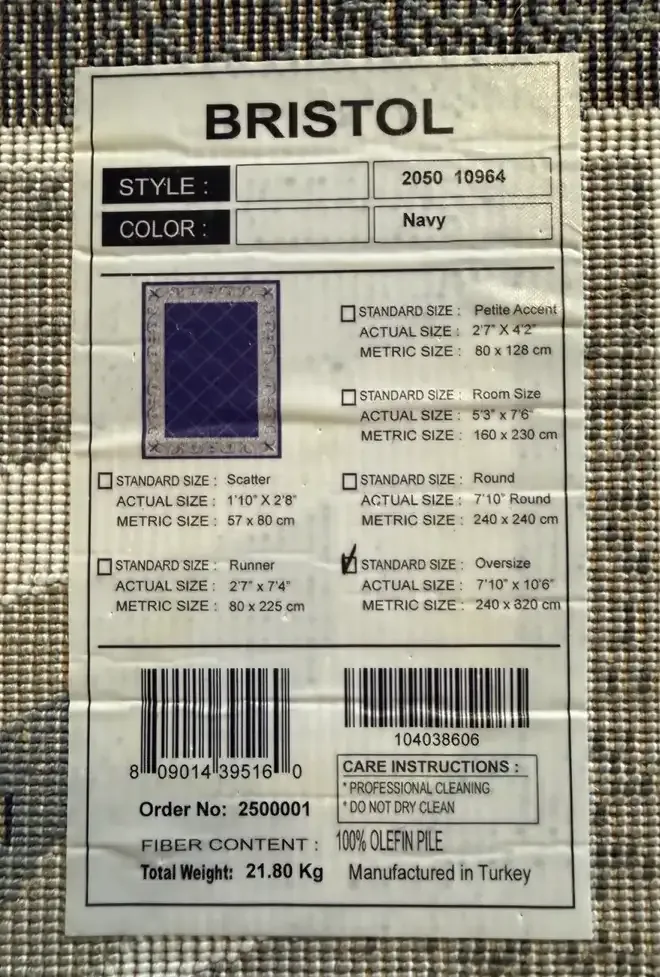 BRISTOL
STYLE : 2050 10964
COLOR : Navy
STANDARD SIZE : Petite Accent
ACTUAL SIZE : 2'7" X 4'2"
METRIC SIZE : 80 x 128 cm
STANDARD SIZE : Room Size
ACTUAL SIZE : 5'3" x 7'6"
METRIC SIZE : 160 x 230 cm
STANDARD SIZE : Scatter
ACTUAL SIZE : 1'10" X 2'8"
METRIC SIZE : 57 x 80 cm
STANDARD SIZE : Round
ACTUAL SIZE : 7'10" Round
METRIC SIZE : 240 x 240 cm
STANDARD SIZE : Runner
ACTUAL SIZE : 2'7" x 7'4"
METRIC SIZE : 80 x 225 cm
STANDARD SIZE : Oversize
ACTUAL SIZE : 7'10" x 10'6"
METRIC SIZE : 240 x 320 cm
8 09014 39516 0
104038606
CARE INSTRUCTIONS :
* PROFESSIONAL CLEANING
* DO NOT DRY CLEAN
Order No: 2500001
FIBER CONTENT : 100% OLEFIN PILE
Total Weight: 21.80 Kg
Manufactured in Turkey